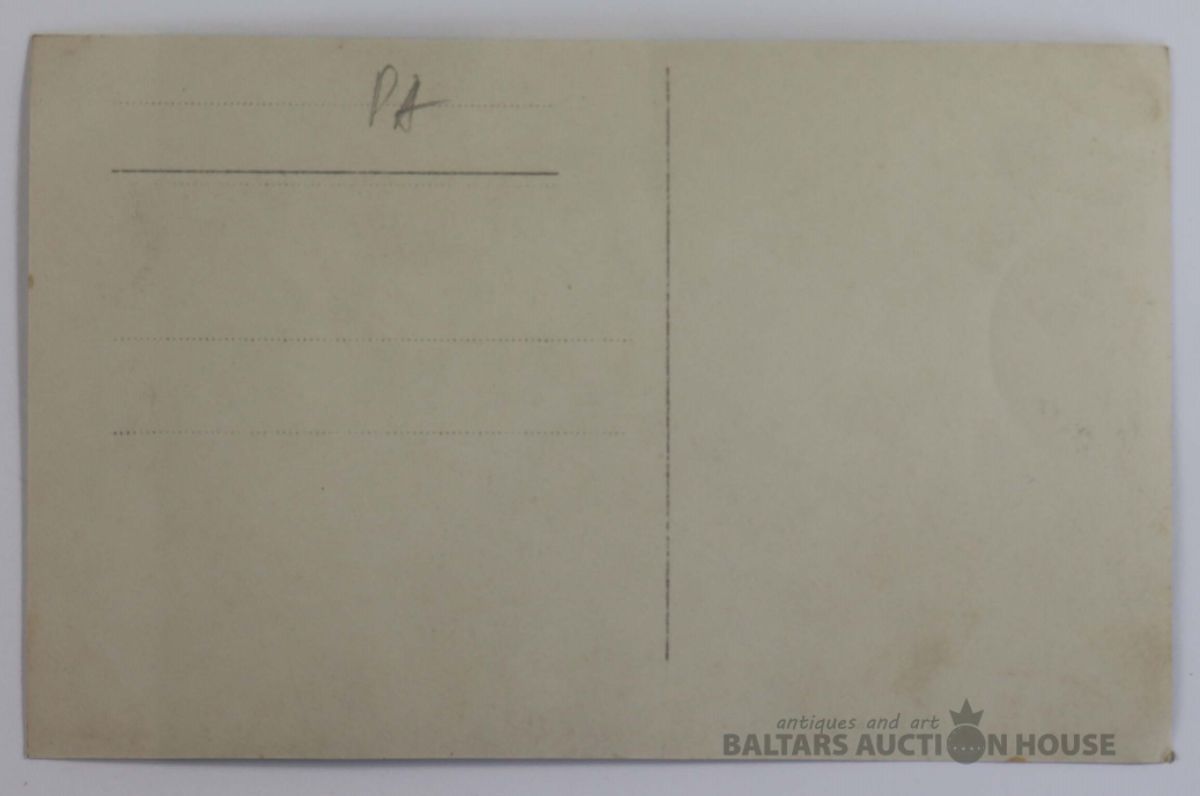 PA
antiques and art
BALTARS AUCTION HOUSE